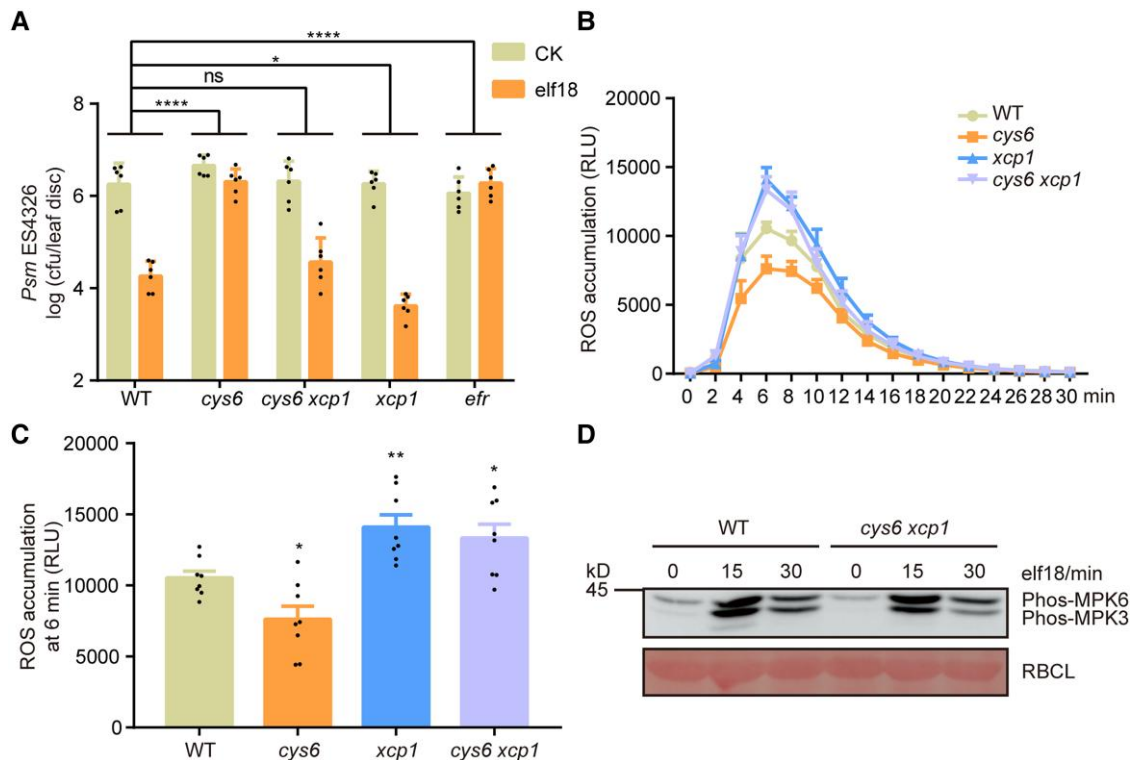 A
****
*
ns
****
CK
elf18
Psm ES4326
log (cfu/leaf disc)
8
6
4
2
WT
cys6
cys6 xcp1
xcp1
efr
B
ROS accumulation (RLU)
20000
15000
10000
5000
0
WT
cys6
xcp1
cys6 xcp1
0 2 4 6 8 10 12 14 16 18 20 22 24 26 28 30 min
C
ROS accumulation
at 6 min (RLU)
20000
15000
10000
5000
0
*
**
*
WT
cys6
xcp1
cys6 xcp1
D
WT
cys6 xcp1
kD
0 15 30 0 15 30 elf18/min
45
Phos-MPK6
Phos-MPK3
RBCL